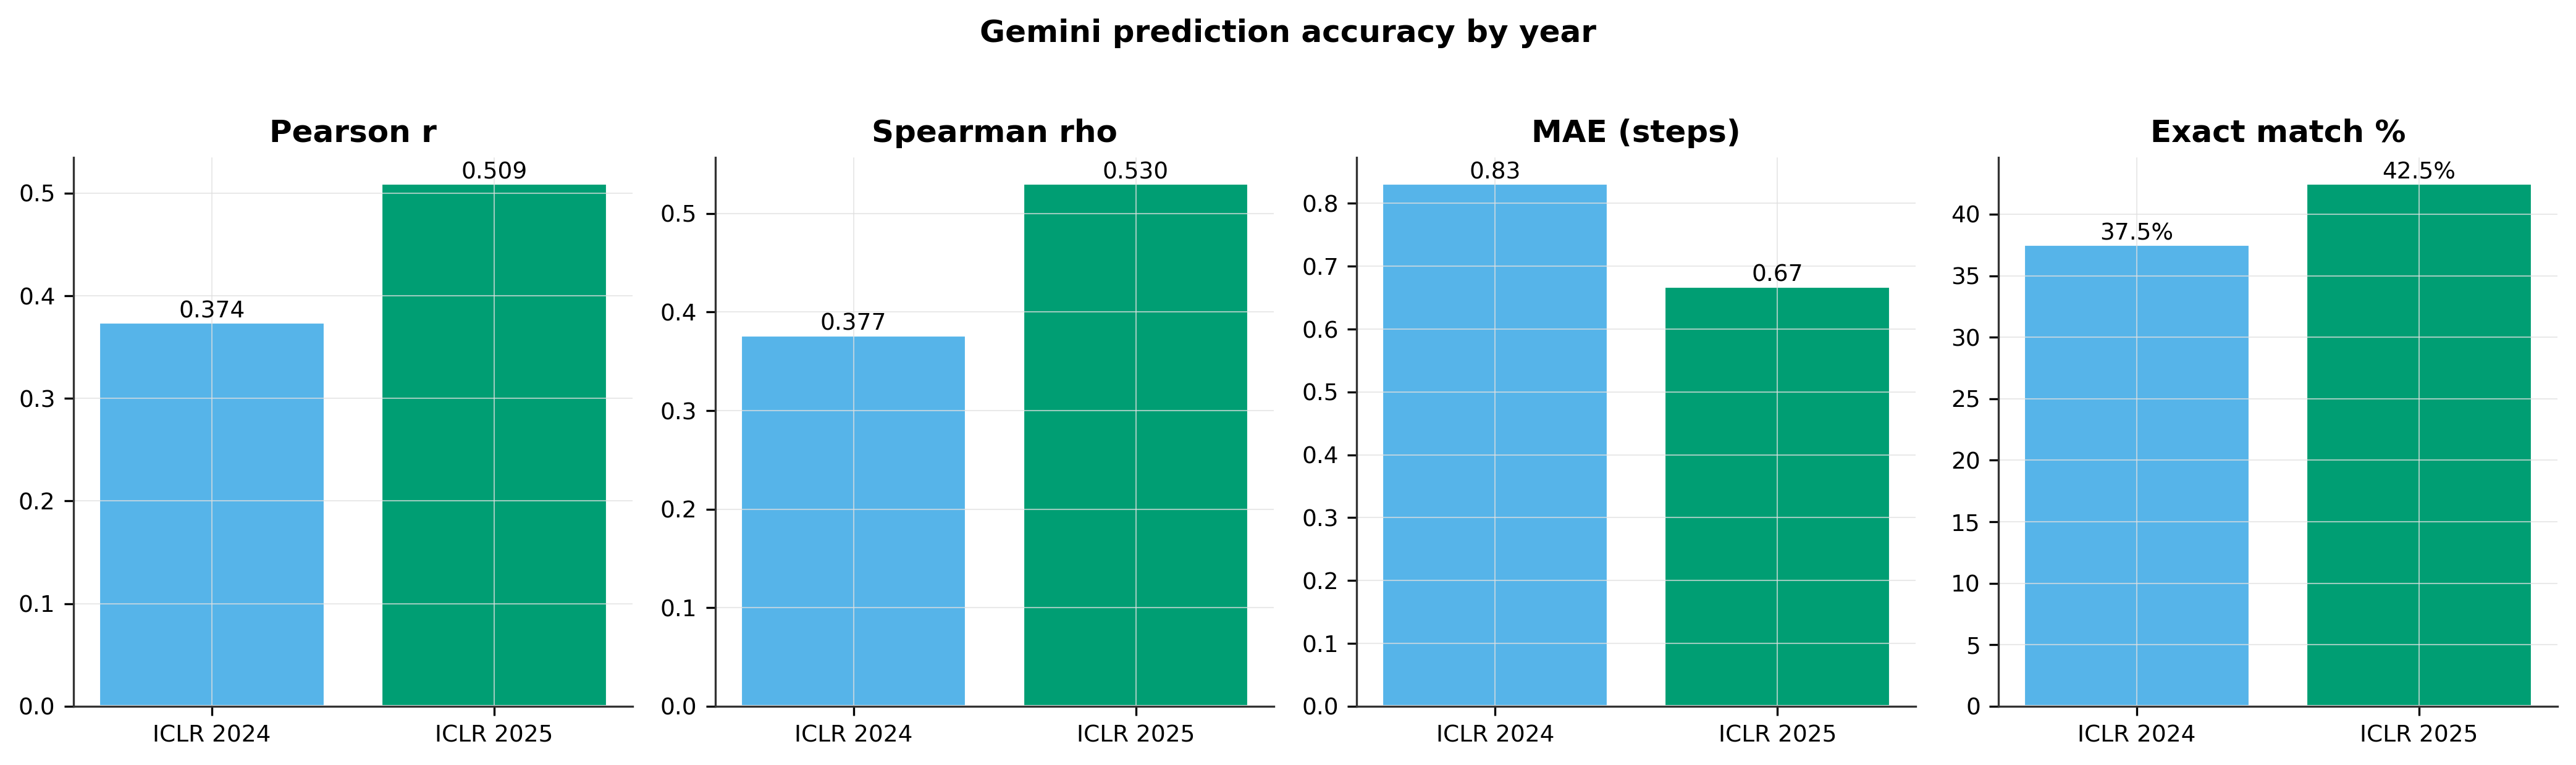 Gemini prediction accuracy by year
Pearson r
0.5
0.4
0.3
0.2
0.1
0.0
0.374
0.509
ICLR 2024
ICLR 2025
Spearman rho
0.5
0.4
0.3
0.2
0.1
0.0
0.377
0.530
ICLR 2024
ICLR 2025
MAE (steps)
0.8
0.7
0.6
0.5
0.4
0.3
0.2
0.1
0.0
0.83
0.67
ICLR 2024
ICLR 2025
Exact match %
40
35
30
25
20
15
10
5
0
37.5%
42.5%
ICLR 2024
ICLR 2025